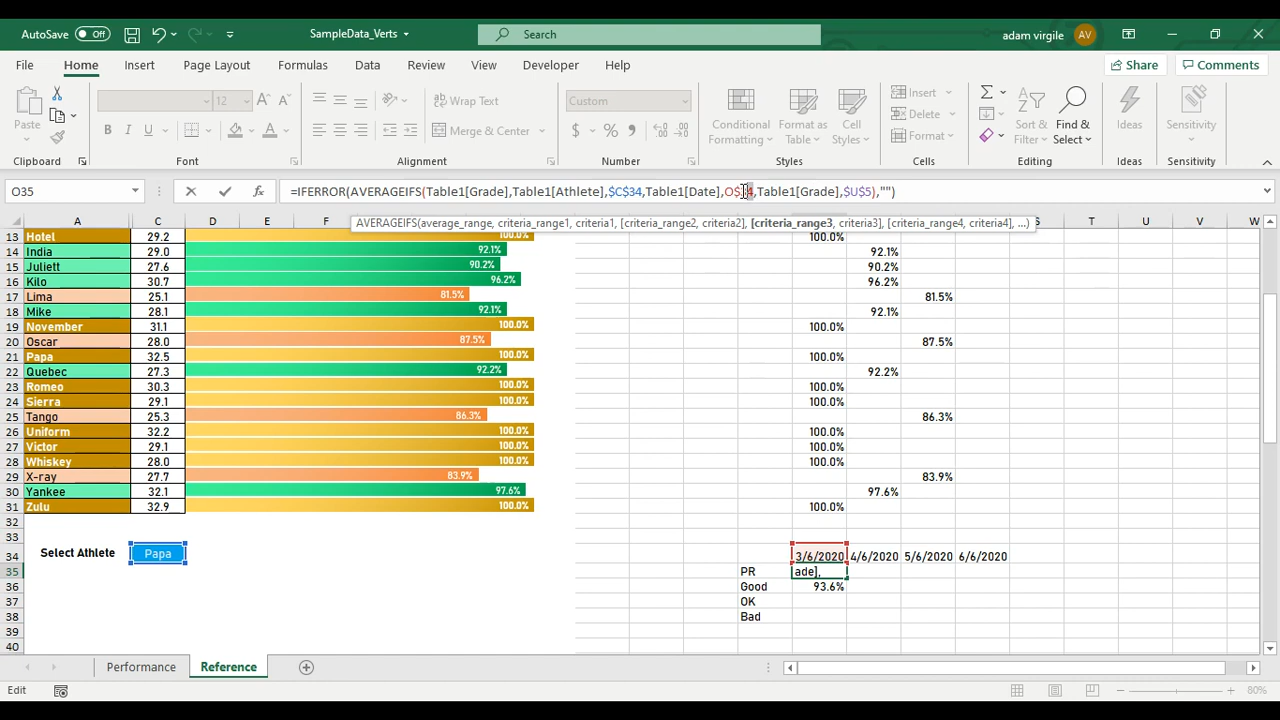 AutoSave Off SampleData_Verts Search adam virgile AV
File Home Insert Page Layout Formulas Data Review View Developer Help Share Comments
Paste 12 A A Wrap Text Custom Conditional Formatting Format as Table Cell Styles Insert Delete Format Sort & Filter Find & Select Ideas Sensitivity
B I U A Merge & Center $ % 9
Clipboard Font Alignment Number Styles Cells Editing Ideas Sensitivity
O35 fx =IFERROR(AVERAGEIFS(Table1[Grade],Table1[Athlete],$C$34,Table1[Date],O$34,Table1[Grade],$U$5),"")
AVERAGEIFS(average_range, criteria_range1, criteria1, [criteria_range2, criteria2], [criteria_range3, criteria3], [criteria_range4, criteria4], ...)
A C D E F S T U V W
13 Hotel 29.2 100.0% 100.0%
14 India 29.0 92.1% 92.1%
15 Juliett 27.6 90.2% 90.2%
16 Kilo 30.7 96.2% 96.2%
17 Lima 25.1 81.5% 81.5%
18 Mike 28.1 92.1% 92.1%
19 November 31.1 100.0% 100.0%
20 Oscar 28.0 87.5% 87.5%
21 Papa 32.5 100.0% 100.0%
22 Quebec 27.3 92.2% 92.2%
23 Romeo 30.3 100.0% 100.0%
24 Sierra 29.1 100.0% 100.0%
25 Tango 25.3 86.3% 86.3%
26 Uniform 32.2 100.0% 100.0%
27 Victor 29.1 100.0% 100.0%
28 Whiskey 28.0 100.0% 100.0%
29 X-ray 27.7 83.9% 83.9%
30 Yankee 32.1 97.6% 97.6%
31 Zulu 32.9 100.0% 100.0%
32
33
34 Select Athlete Papa 3/6/2020 4/6/2020 5/6/2020 6/6/2020
35 PR ade],
36 Good 93.6%
37 OK
38 Bad
39
40
Performance Reference
Edit 80%